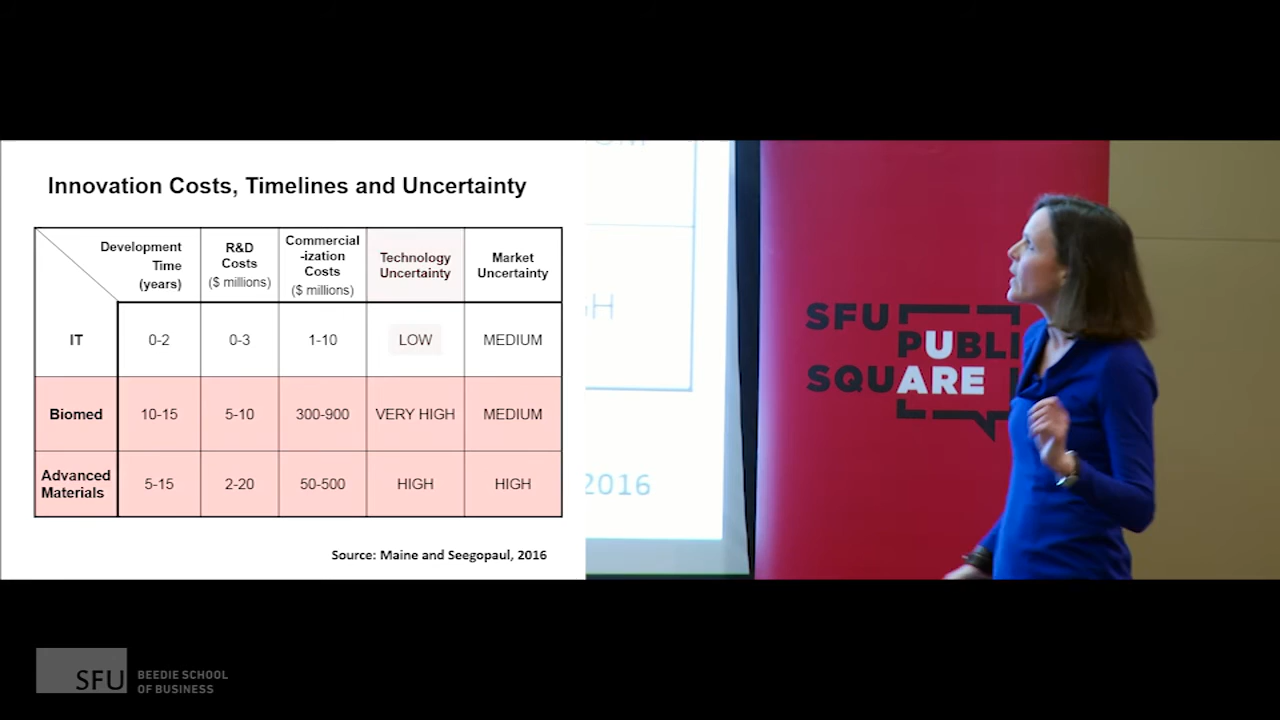 Innovation Costs, Timelines and Uncertainty
Development
Time
(years)
R&D
Costs
($ millions)
Commercial
-ization
Costs
($ millions)
Technology
Uncertainty
Market
Uncertainty
IT
0-2
0-3
1-10
LOW
MEDIUM
Biomed
10-15
5-10
300-900
VERY HIGH
MEDIUM
Advanced
Materials
5-15
2-20
50-500
HIGH
HIGH
Source: Maine and Seegopaul, 2016
2016
SFU
PUBLI
SQUARE
SFU
BEEDIE SCHOOL
OF BUSINESS